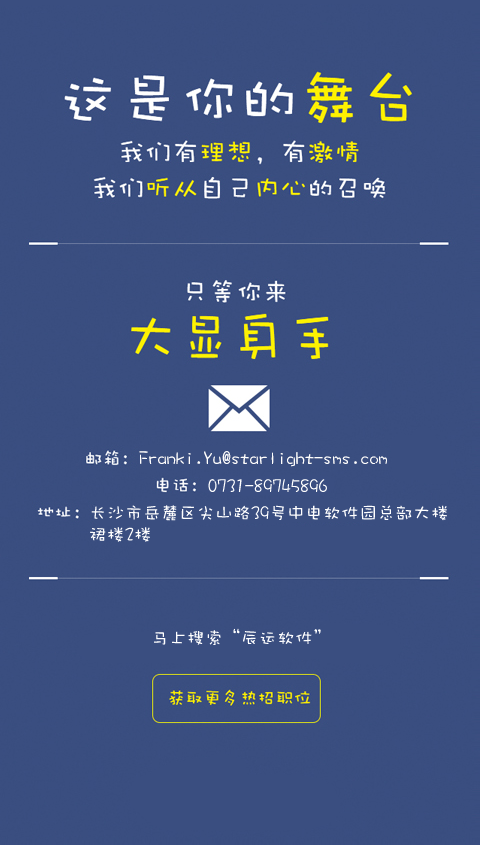 这是你的舞台
我们有理想，有激情
我们听从自己内心的召唤
只等你来
大显身手
邮箱：Franki.Yu@starlight-sms.com
电话：0731-89745896
地址：长沙市岳麓区尖山路39号中电软件园总部大楼
裙楼2楼
马上搜索“辰运软件”
获取更多热招职位